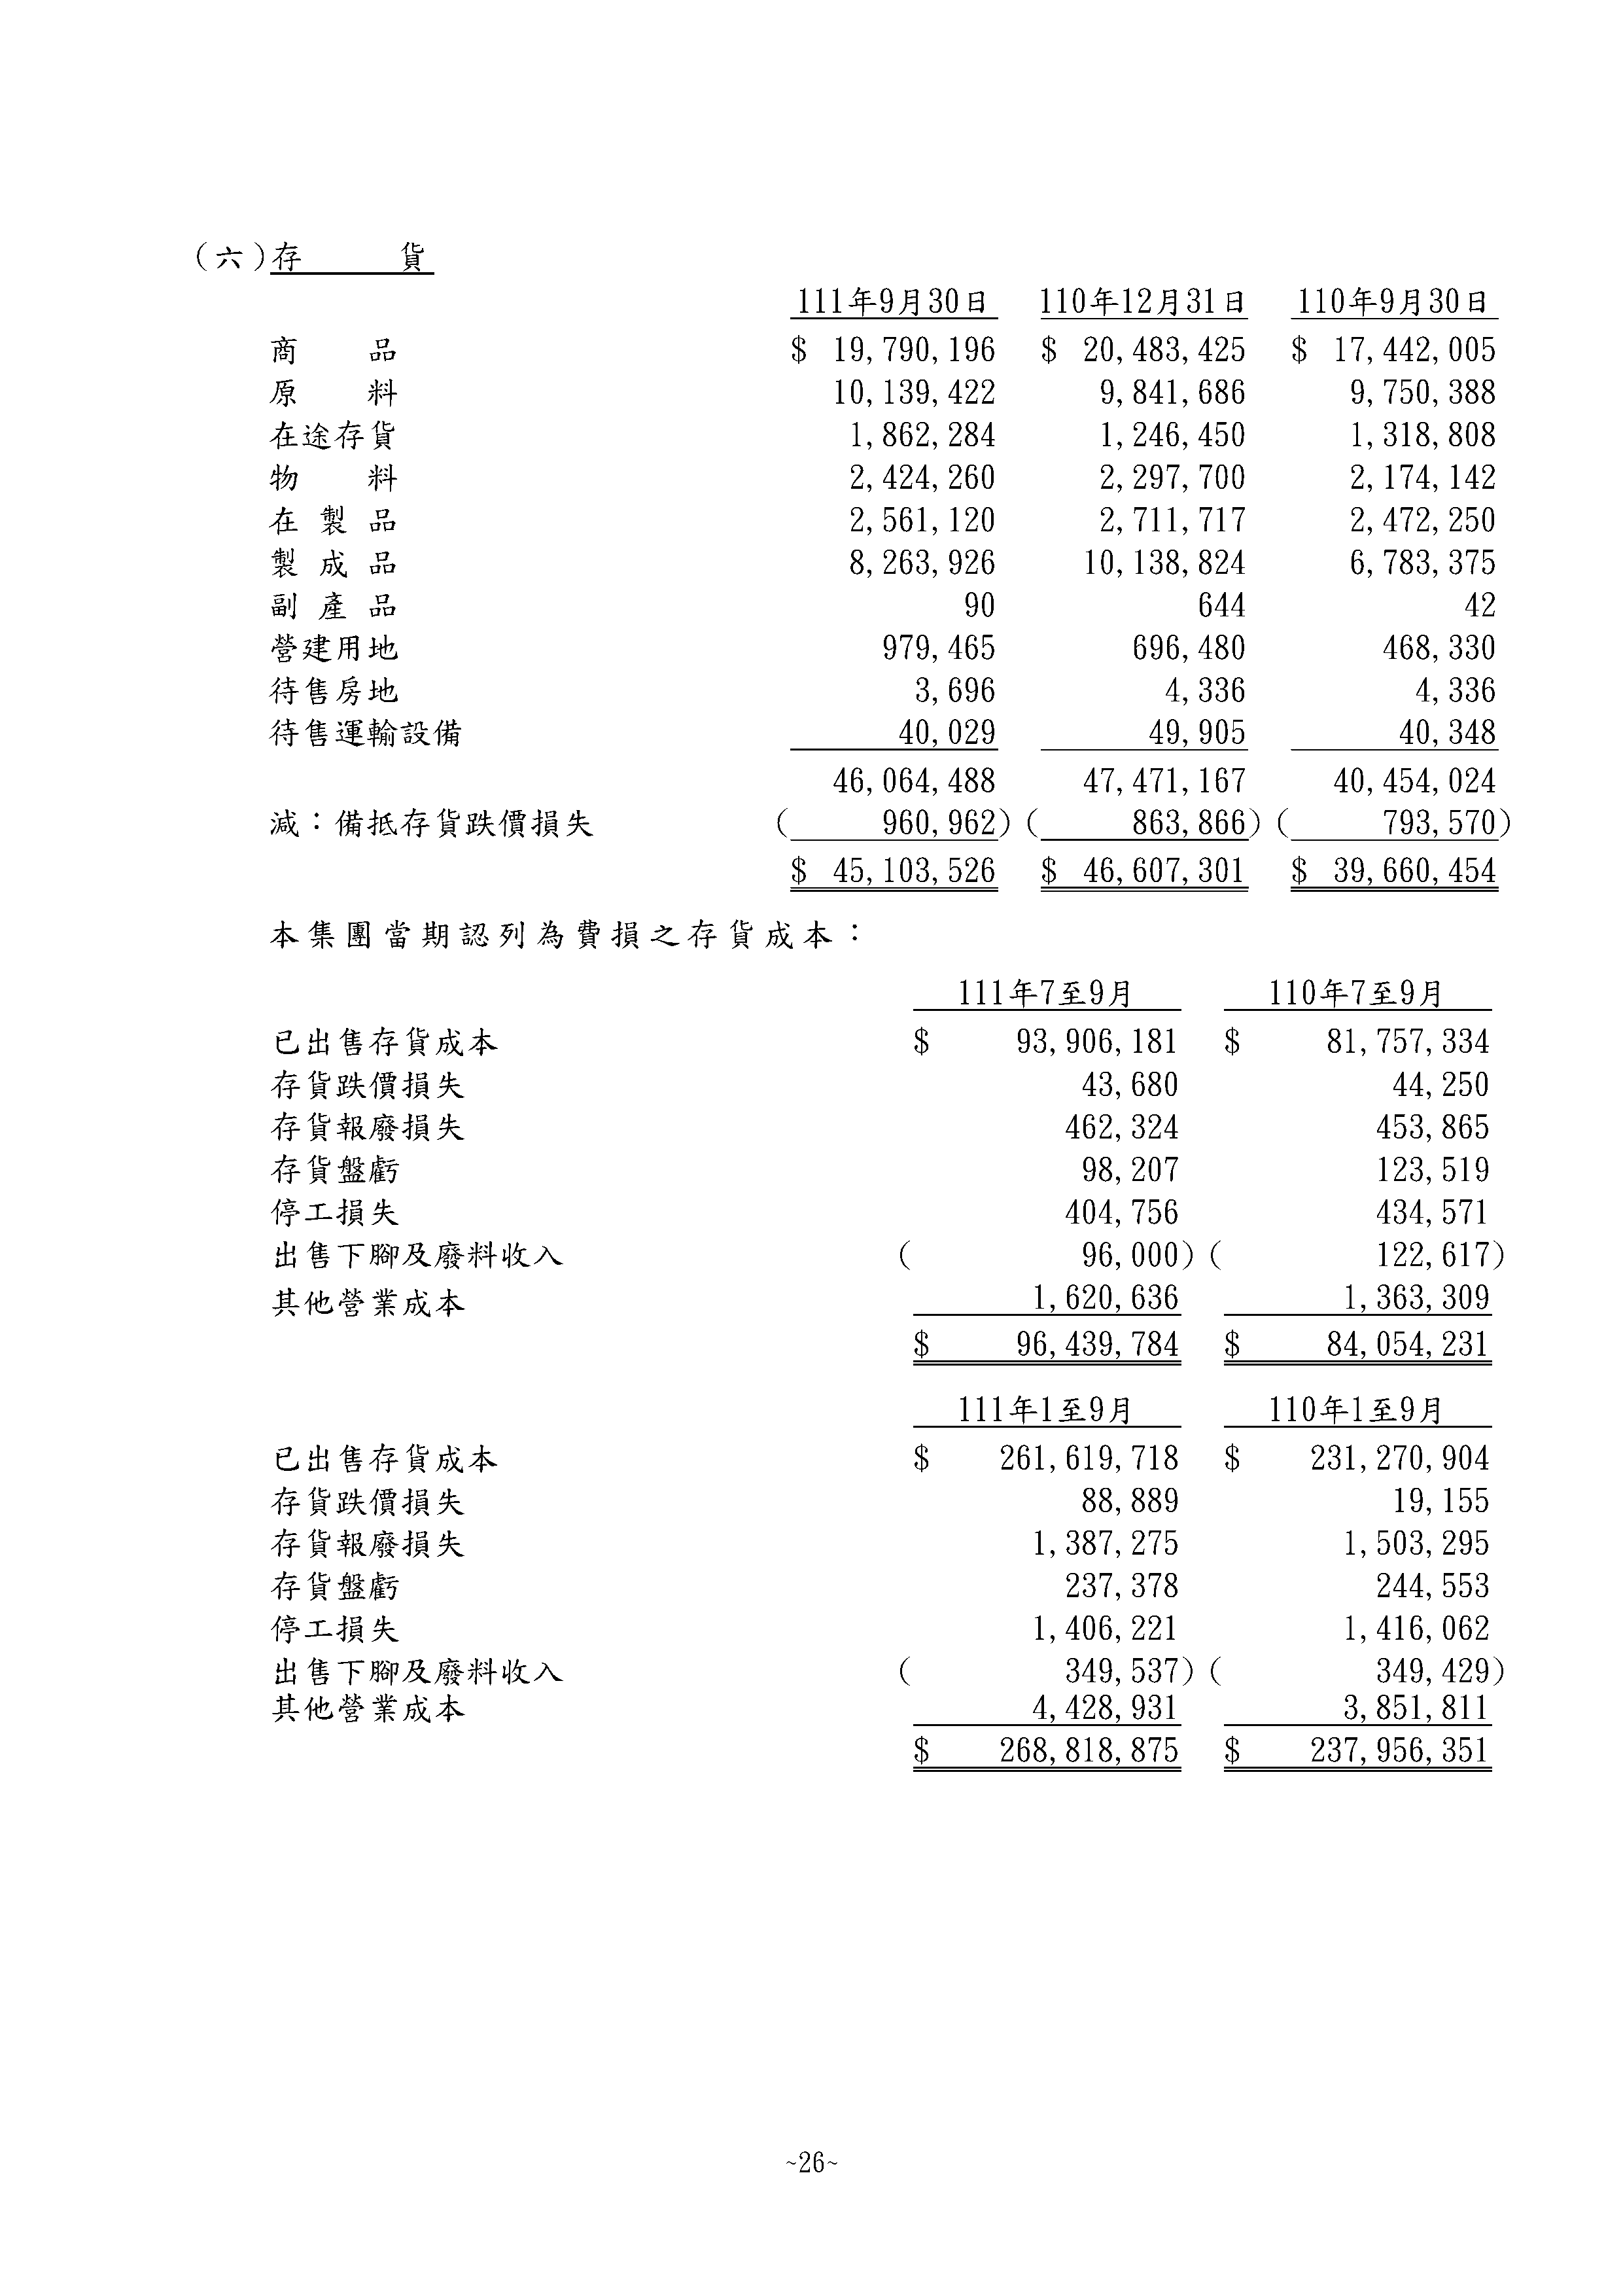 (六)存　　貨
111年9月30日 110年12月31日 110年9月30日
商　　品 $ 19,790,196 $ 20,483,425 $ 17,442,005
原　　料 10,139,422 9,841,686 9,750,388
在途存貨 1,862,284 1,246,450 1,318,808
物　　料 2,424,260 2,297,700 2,174,142
在 製 品 2,561,120 2,711,717 2,472,250
製 成 品 8,263,926 10,138,824 6,783,375
副 產 品 90 644 42
營建用地 979,465 696,480 468,330
待售房地 3,696 4,336 4,336
待售運輸設備 40,029 49,905 40,348
46,064,488 47,471,167 40,454,024
減：備抵存貨跌價損失 ( 960,962) ( 863,866) ( 793,570)
$ 45,103,526 $ 46,607,301 $ 39,660,454
本集團當期認列為費損之存貨成本：
111年7至9月 110年7至9月
已出售存貨成本 $ 93,906,181 $ 81,757,334
存貨跌價損失 43,680 44,250
存貨報廢損失 462,324 453,865
存貨盤虧 98,207 123,519
停工損失 404,756 434,571
出售下腳及廢料收入 ( 96,000) ( 122,617)
其他營業成本 1,620,636 1,363,309
$ 96,439,784 $ 84,054,231
111年1至9月 110年1至9月
已出售存貨成本 $ 261,619,718 $ 231,270,904
存貨跌價損失 88,889 19,155
存貨報廢損失 1,387,275 1,503,295
存貨盤虧 237,378 244,553
停工損失 1,406,221 1,416,062
出售下腳及廢料收入 ( 349,537) ( 349,429)
其他營業成本 4,428,931 3,851,811
$ 268,818,875 $ 237,956,351
~26~